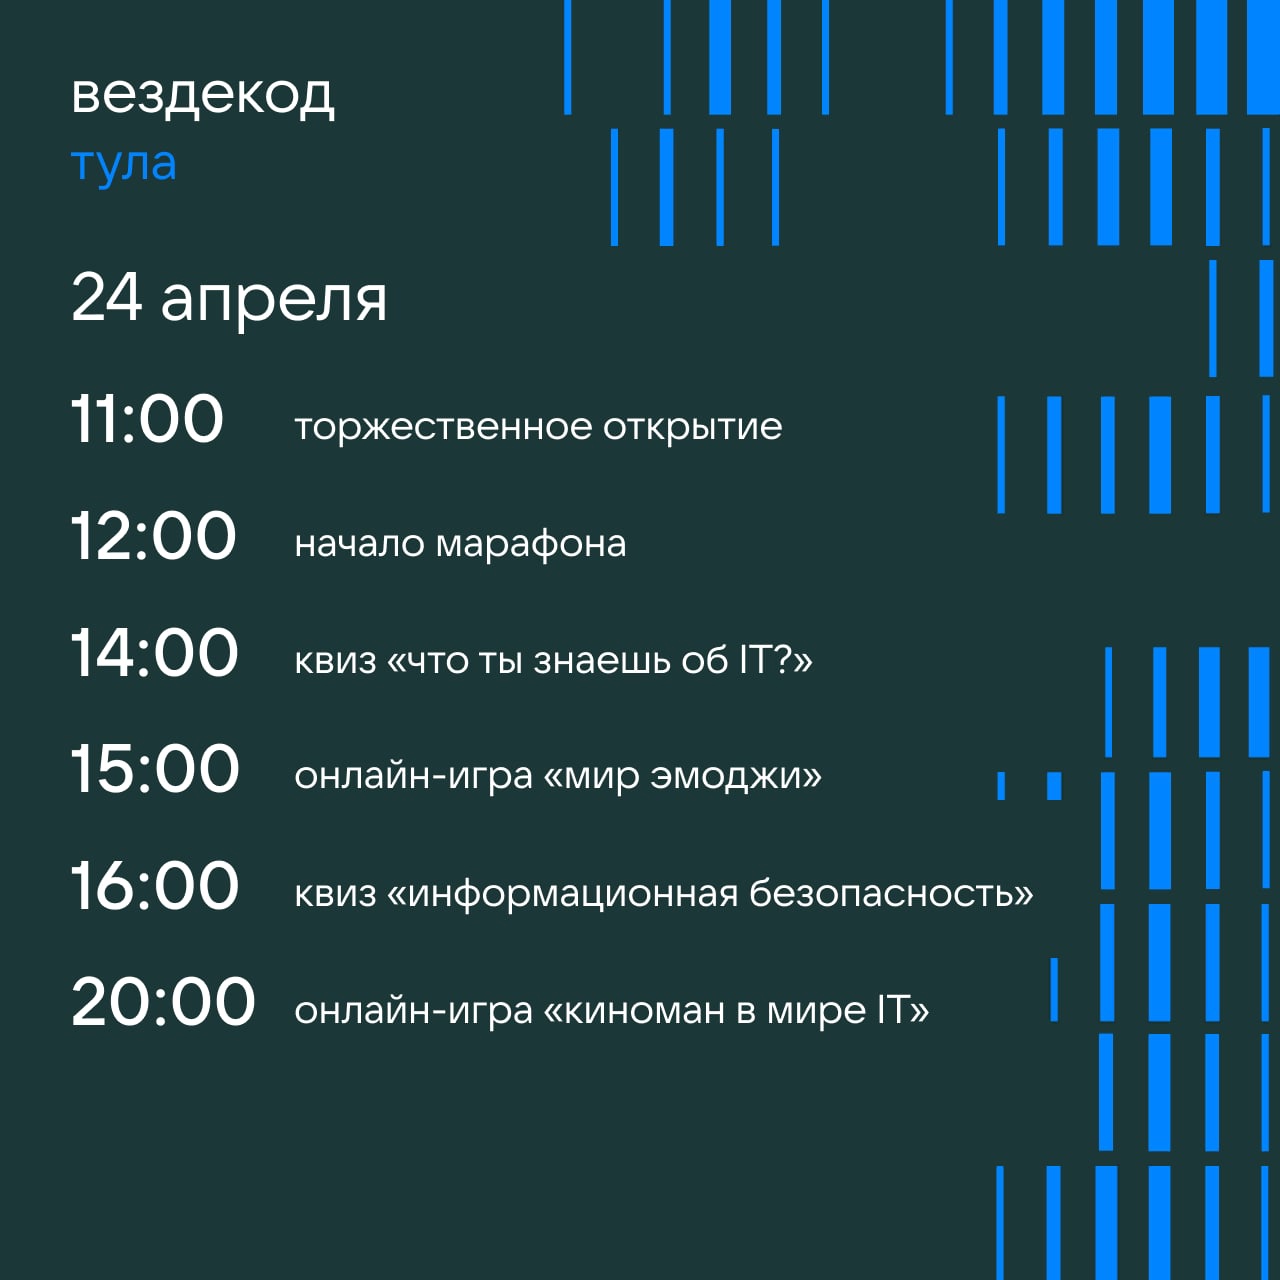 вездекод
тула
24 апреля
11:00 торжественное открытие
12:00 начало марафона
14:00 квиз «что ты знаешь об IT?»
15:00 онлайн-игра «мир эмоджи»
16:00 квиз «информационная безопасность»
20:00 онлайн-игра «киноман в мире IT»